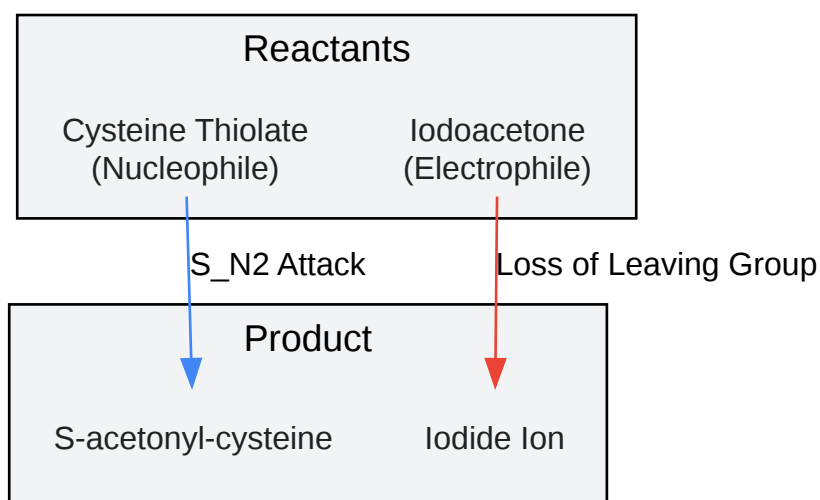 Reactants
Cysteine Thiolate
(Nucleophile)
Iodoacetone
(Electrophile)
S_N2 Attack
Loss of Leaving Group
Product
S-acetonyl-cysteine
Iodide Ion